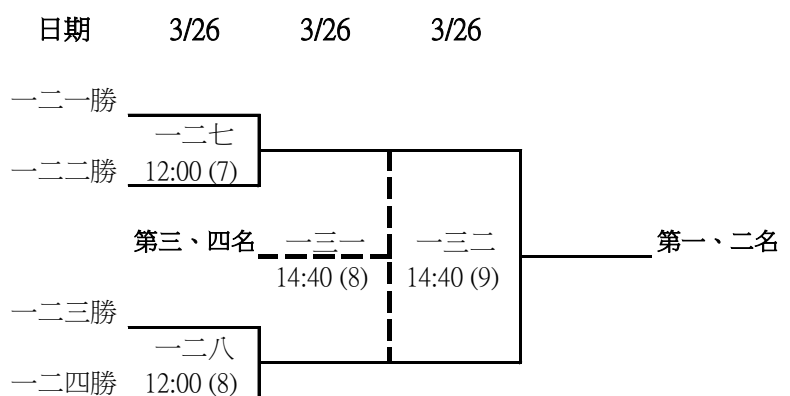 日期 3/26 3/26 3/26
一二一勝
一二七
一二二勝 12:00 (7)
第三、四名 一三一 一三二 第一、二名
14:40 (8) 14:40 (9)
一二三勝
一二八
一二四勝 12:00 (8)